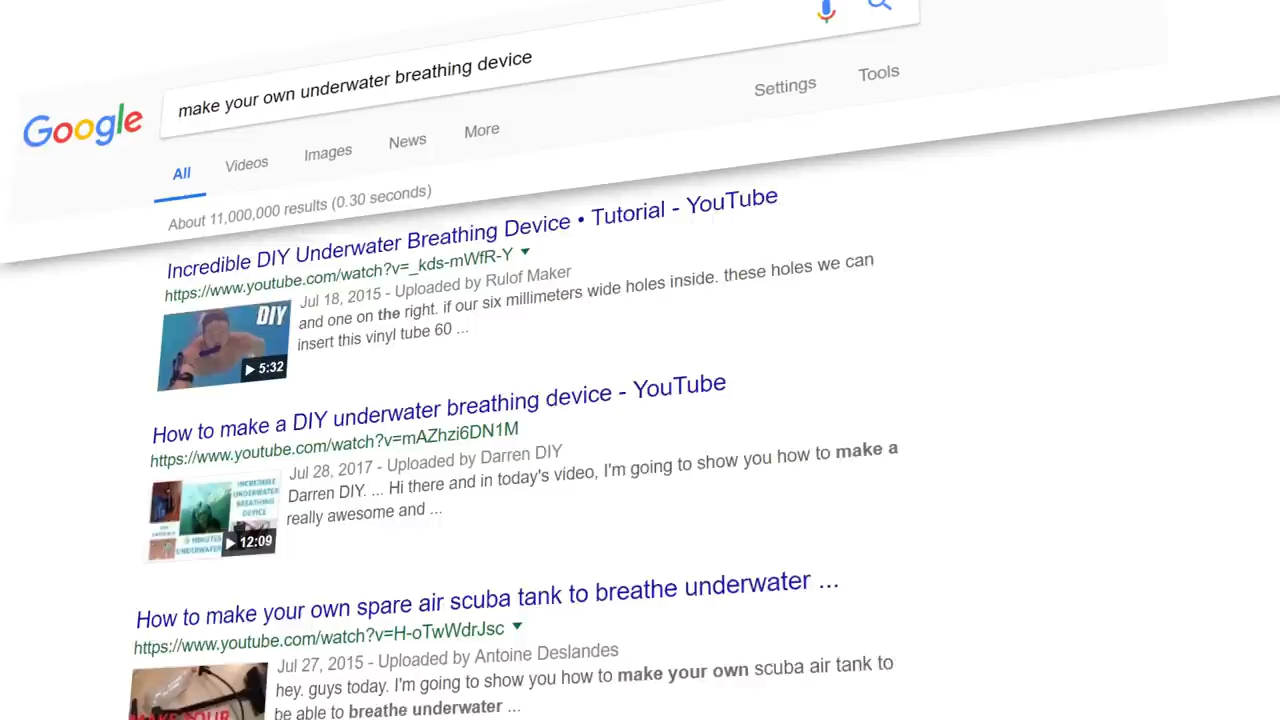 Google
make your own underwater breathing device
All Videos Images News More Settings Tools
About 11,000,000 results (0.30 seconds)
Incredible DIY Underwater Breathing Device • Tutorial - YouTube
https://www.youtube.com/watch?v=_kds-mWfR-Y
Jul 18, 2015 - Uploaded by Rulof Maker
and one on the right. if our six millimeters wide holes inside. these holes we can
insert this vinyl tube 60 ...
DIY
5:32
How to make a DIY underwater breathing device - YouTube
https://www.youtube.com/watch?v=mAZhzi6DN1M
Jul 28, 2017 - Uploaded by Darren DIY
Darren DIY. ... Hi there and in today's video, I'm going to show you how to make a
really awesome and ...
INCREDIBLE
UNDERWATER
BREATHING
DEVICE
MINUTES
UNDERWATER
12:09
How to make your own spare air scuba tank to breathe underwater ...
https://www.youtube.com/watch?v=H-oTwWdrJsc
Jul 27, 2015 - Uploaded by Antoine Deslandes
hey. guys today. I'm going to show you how to make your own scuba air tank to
be able to breathe underwater ...
MAKE YOUR